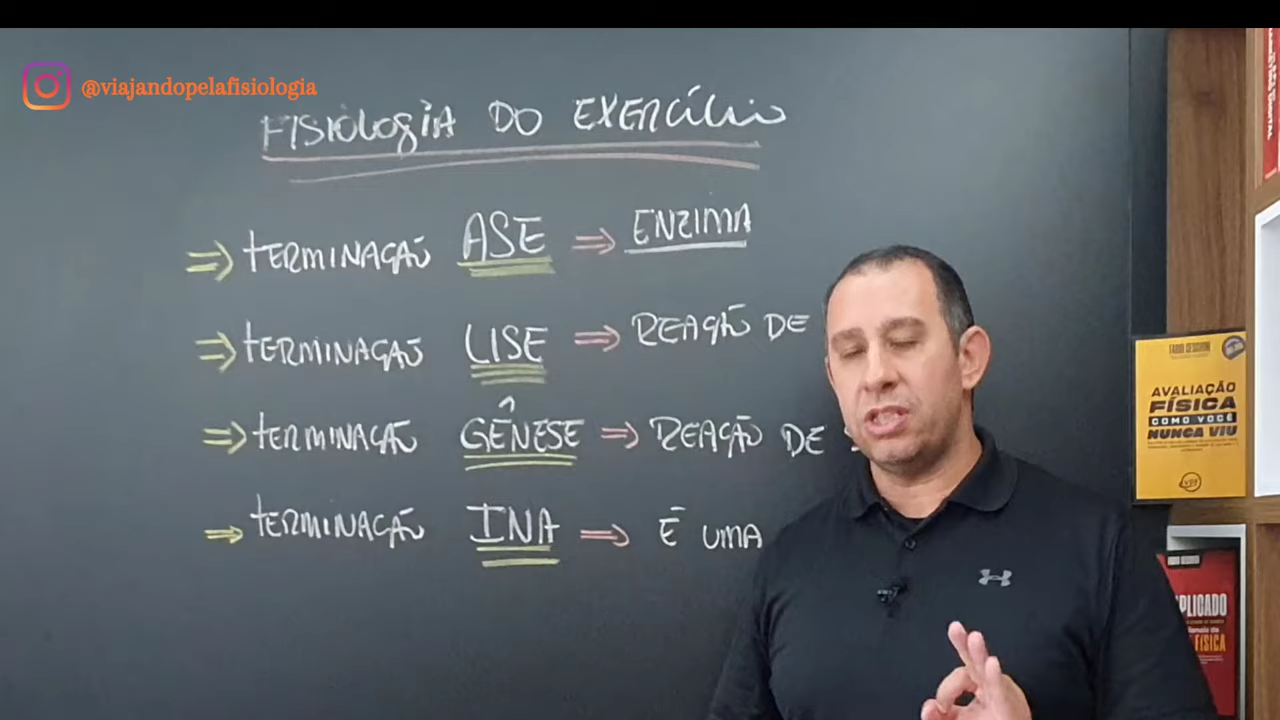 @viajandopelafisiologia
FISIOLOGIA DO EXERCÍCIO
⇒ TERMINAÇÃO ASE ⇒ ENZIMA
⇒ TERMINAÇÃO LISE ⇒ REAÇÃO DE
⇒ TERMINAÇÃO GÊNESE ⇒ REAÇÃO DE
⇒ TERMINAÇÃO INA ⇒ É UMA
AVALIAÇÃO
FÍSICA
COMO VOCÊ
NUNCA VIU
PLICADO